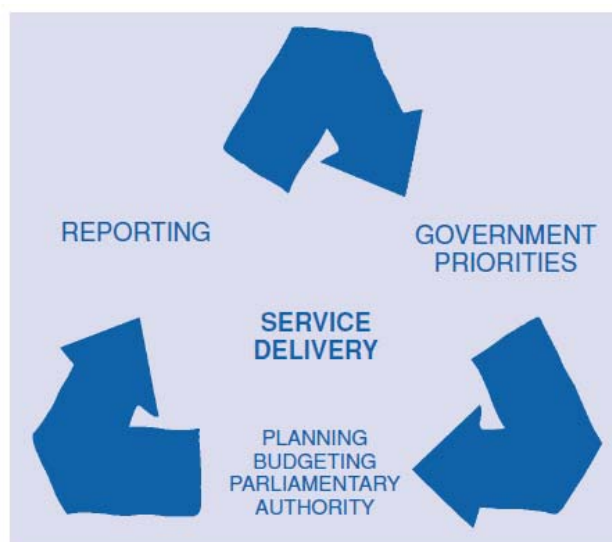 REPORTING
GOVERNMENT
PRIORITIES
SERVICE
DELIVERY
PLANNING
BUDGETING
PARLIAMENTARY
AUTHORITY